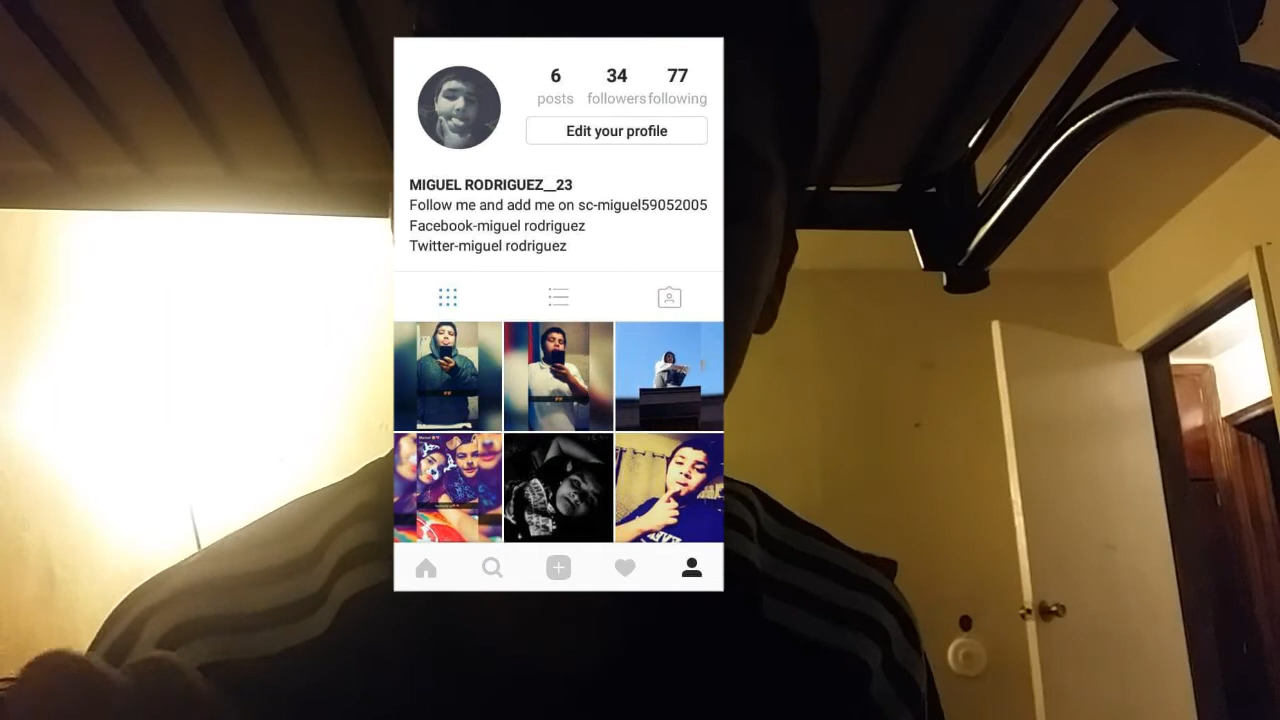 6 34 77
posts followers following
Edit your profile
MIGUEL RODRIGUEZ__23
Follow me and add me on sc-miguel59052005
Facebook-miguel rodriguez
Twitter-miguel rodriguez